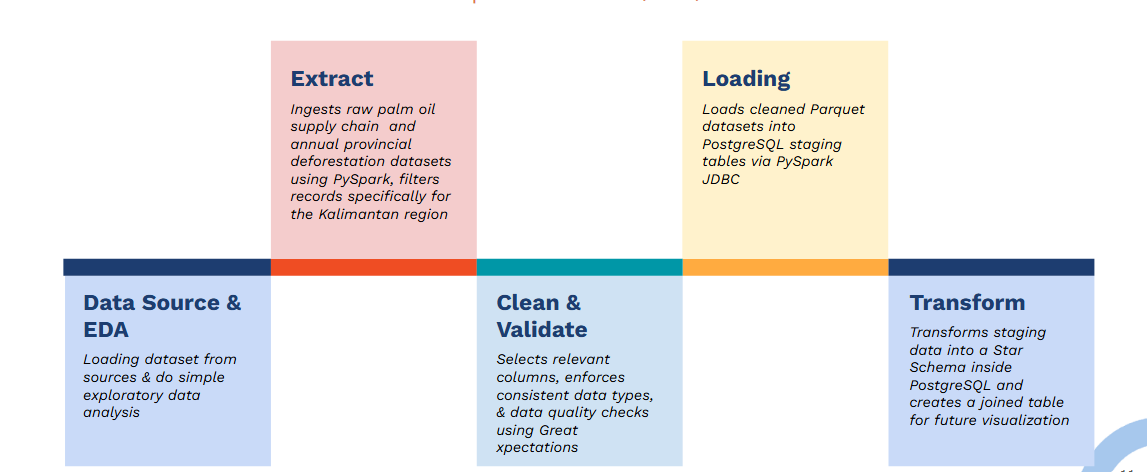 Extract
Ingests raw palm oil
supply chain and
annual provincial
deforestation datasets
using PySpark, filters
records specifically for
the Kalimantan region
Loading
Loads cleaned Parquet
datasets into
PostgreSQL staging
tables via PySpark
JDBC
Data Source &
EDA
Loading dataset from
sources & do simple
exploratory data
analysis
Clean &
Validate
Selects relevant
columns, enforces
consistent data types,
& data quality checks
using Great
xpectations
Transform
Transforms staging
data into a Star
Schema inside
PostgreSQL and
creates a joined table
for future visualization